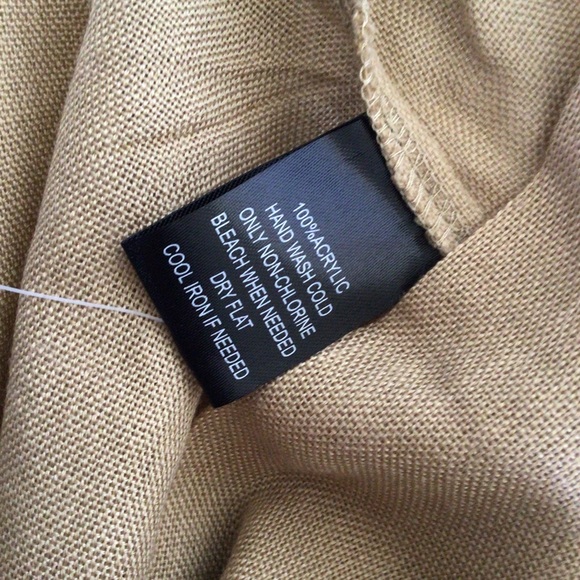 100%ACRYLIC
HAND WASH COLD
ONLY NON-CHLORINE
BLEACH WHEN NEEDED
DRY FLAT
COOL IRON IF NEEDED